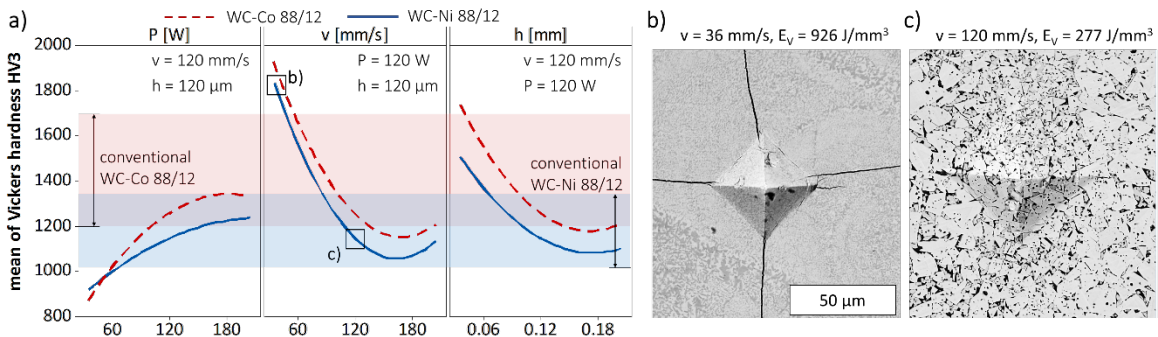 a)
WC-Co 88/12
WC-Ni 88/12
P [W]
v [mm/s]
h [mm]
mean of Vickers hardness HV3
2000
1800
1600
1400
1200
1000
800
v = 120 mm/s
h = 120 µm
conventional
WC-Co 88/12
60
120
180
b)
P = 120 W
h = 120 µm
c)
60
120
180
v = 120 mm/s
P = 120 W
conventional
WC-Ni 88/12
0.06
0.12
0.18
b)
v = 36 mm/s, EV = 926 J/mm³
50 µm
c)
v = 120 mm/s, EV = 277 J/mm³